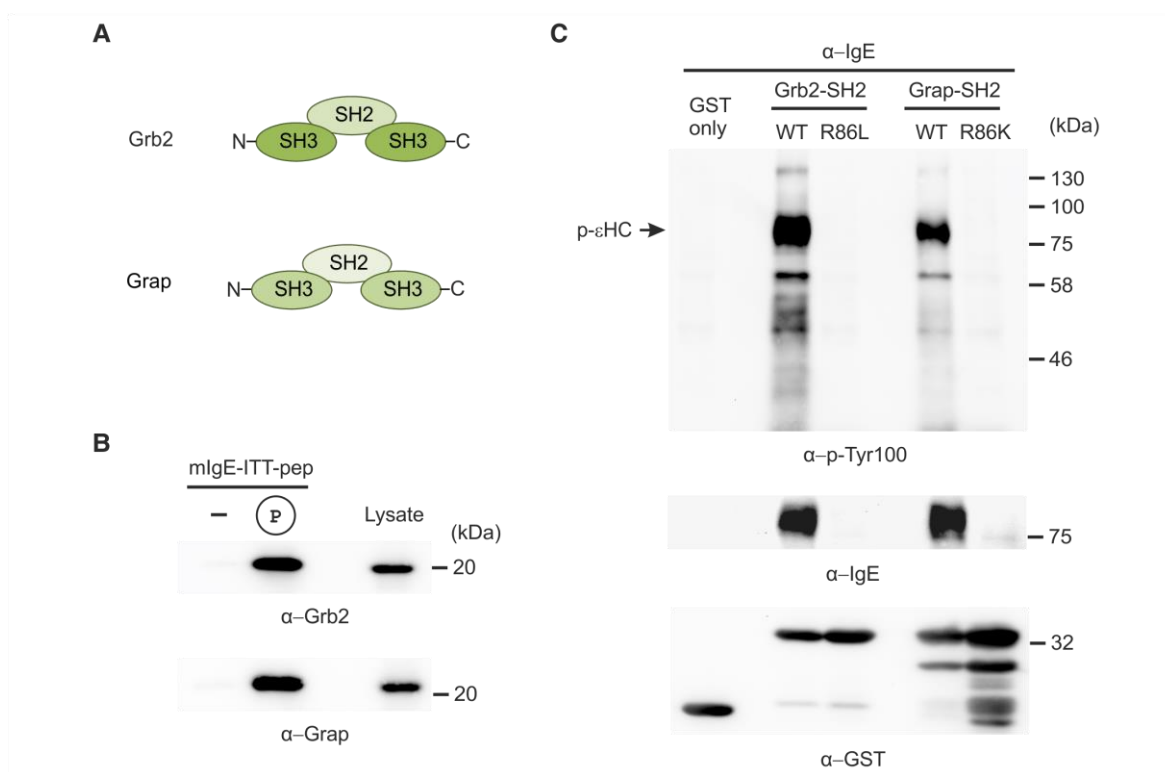 A
Grb2
N
SH3
SH2
SH3
C
Grap
N
SH3
SH2
SH3
C
B
mIgE-ITT-pep
– P Lysate (kDa)
20
α–Grb2
20
α–Grap
C
α–IgE
GST only Grb2-SH2 Grap-SH2
WT R86L WT R86K (kDa)
130
100
p-εHC
75
58
46
α–p-Tyr100
75
α–IgE
32
α–GST